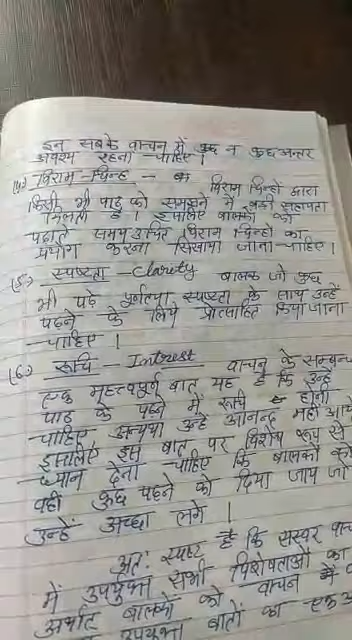 इन सबके वाचन में कुछ न कुछ अन्तर
अवश्य रहना चाहिए।
(4) विराम-चिन्ह - विराम चिन्हों द्वारा
किसी भी पाठ को समझने में बड़ी सहायता
मिलती है। इसलिए बालकों को
पढ़ाते समय उचित विराम चिन्हों का
प्रयोग करना सिखाया जाना चाहिए।
(5) स्पष्टता - Clarity बालक जो कुछ
भी पढ़े पूर्णतया स्पष्टता के साथ उन्हें
पढ़ने के लिये प्रोत्साहित किया जाना
चाहिए।
(6) रूचि - Interest वाचन के सम्बन्ध
एक महत्त्वपूर्ण बात यह है कि उन्हें
पाठ के पढ़ने में रूचि होनी
चाहिए अन्यथा उन्हें आनन्द नहीं
इसलिए इस बात पर विशेष रूप से
ध्यान देना चाहिए कि बालकों को
वही कुछ पढ़ने को दिया जाय जो
उन्हें अच्छा लगे।
अतः स्पष्ट है कि सस्वर
में उपर्युक्त सभी विशेषताओं का
अर्थात बालकों को वाचन में
उपर्युक्त बातों का